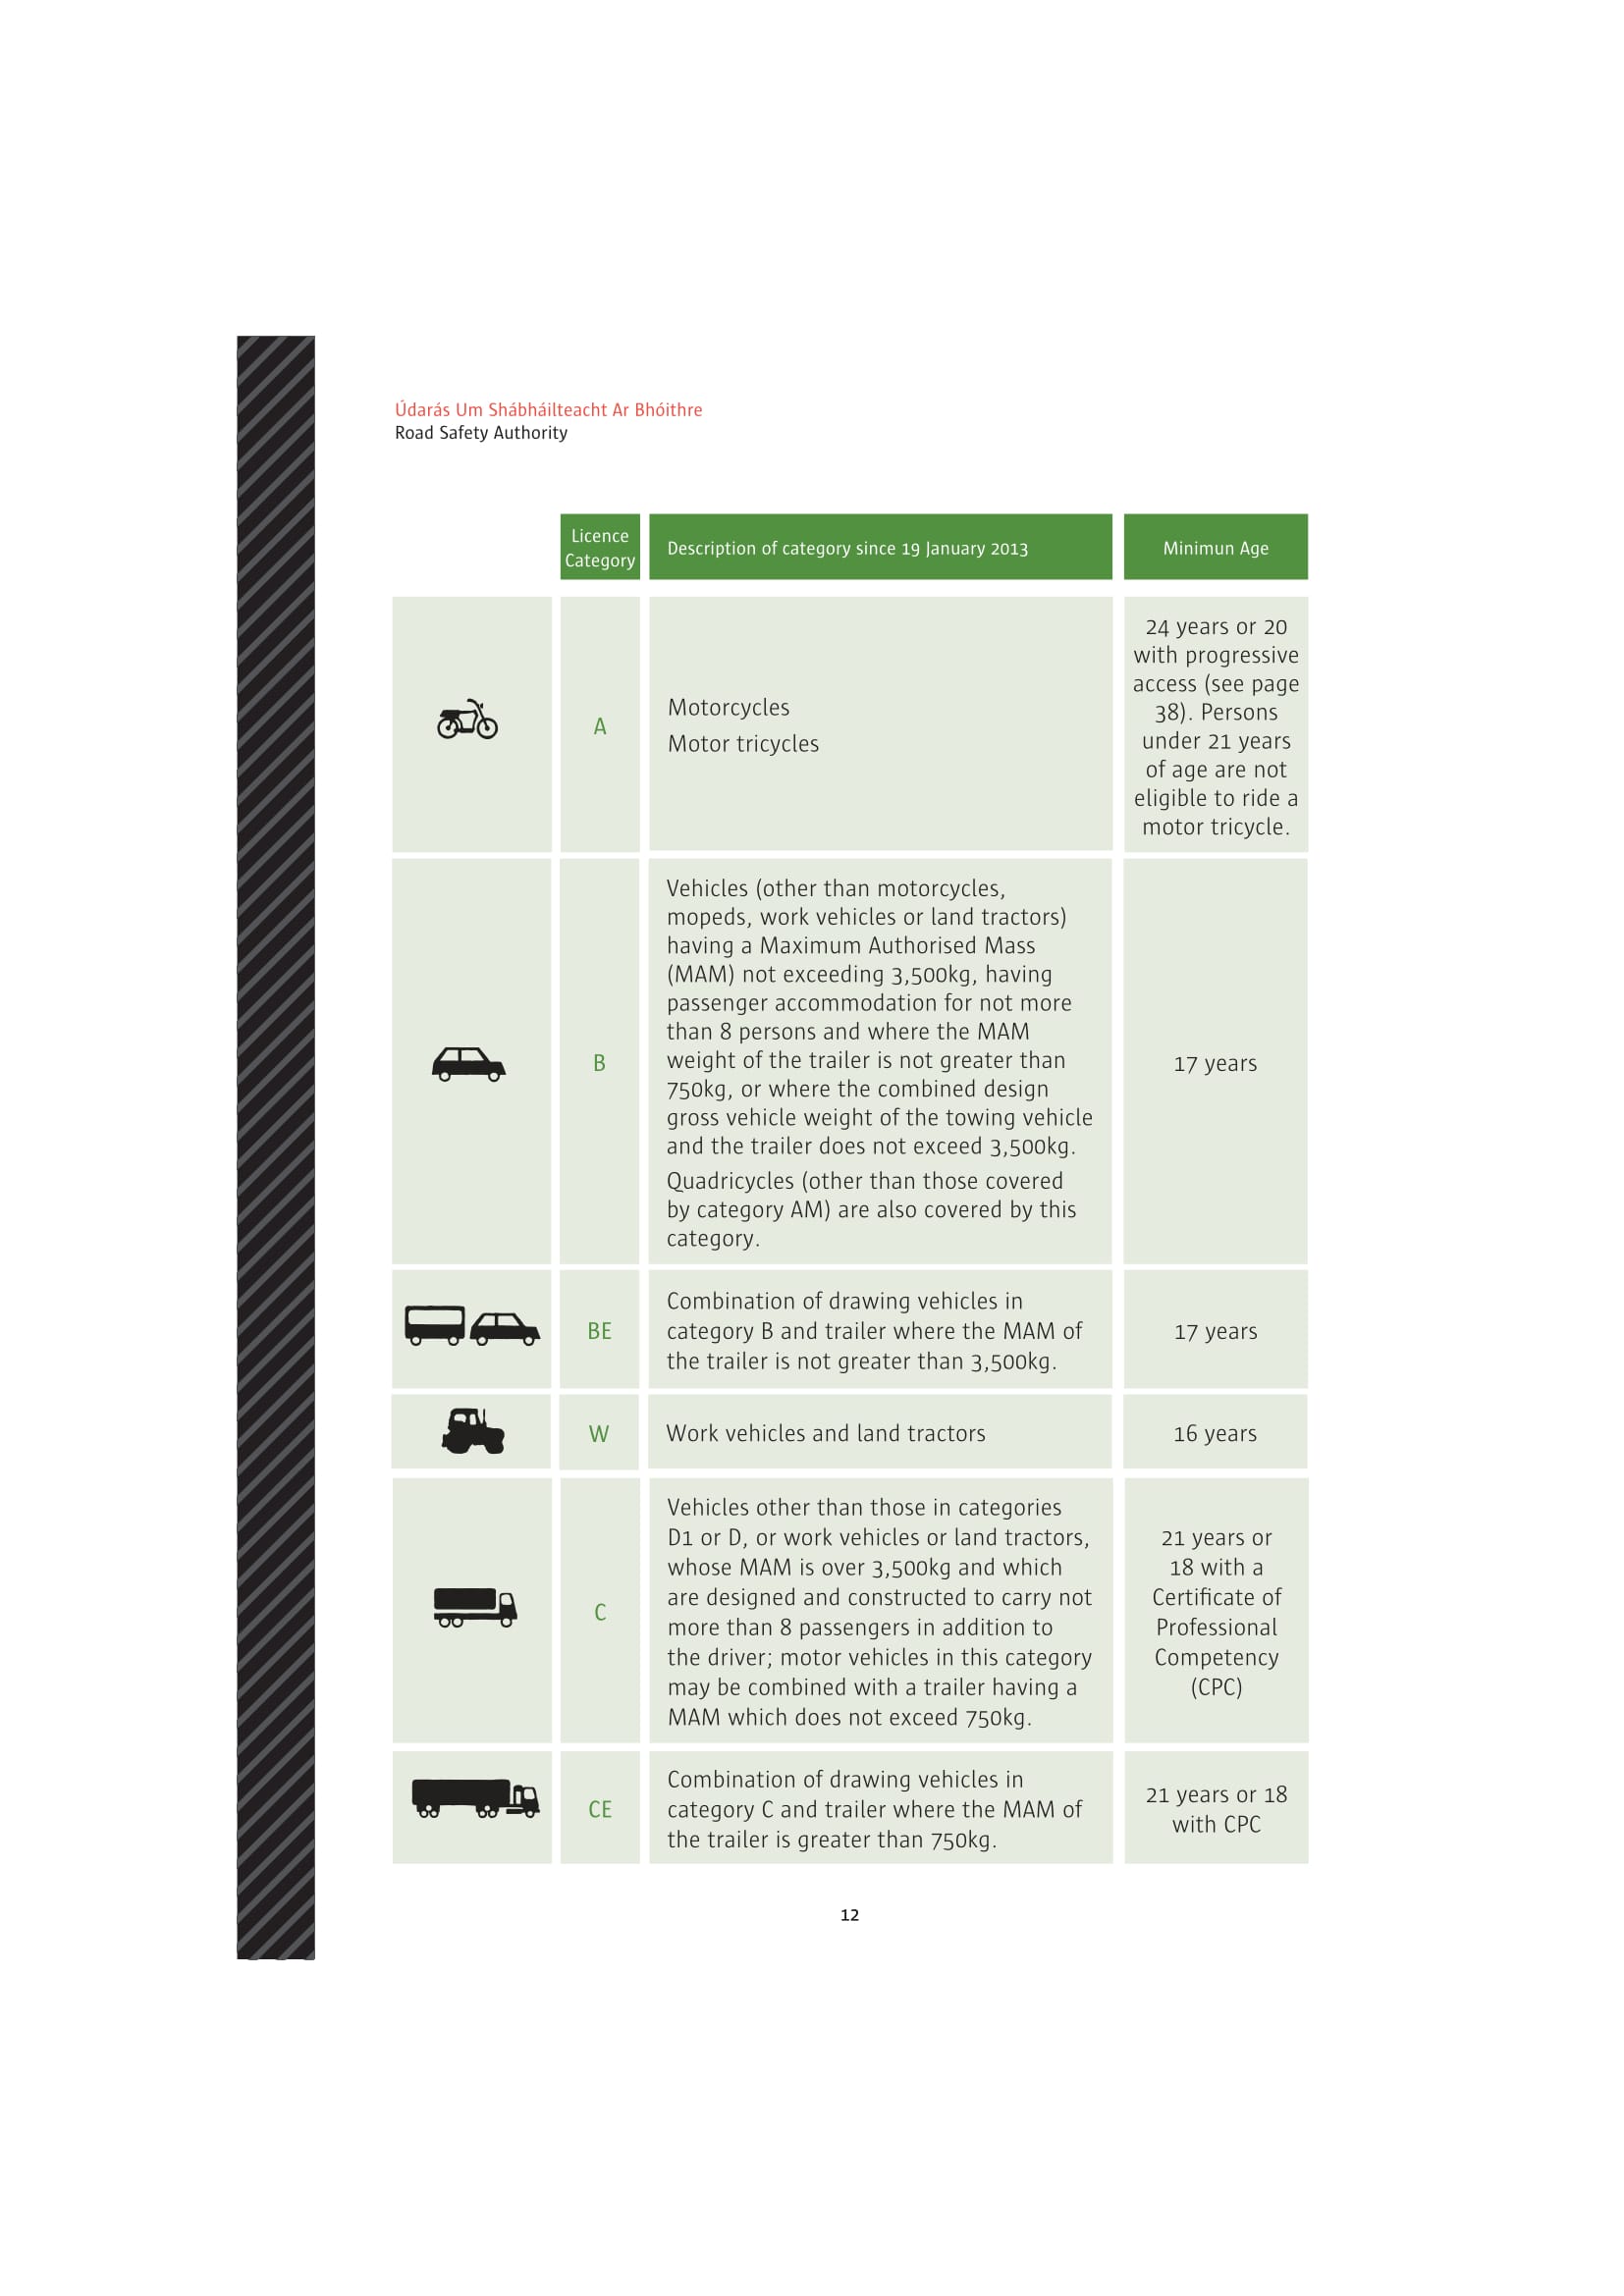 Údarás Um Shábháilteacht Ar Bhóithre
Road Safety Authority
Licence
Category
Description of category since 19 January 2013
Minimun Age
A
Motorcycles
Motor tricycles
24 years or 20
with progressive
access (see page
38). Persons
under 21 years
of age are not
eligible to ride a
motor tricycle.
B
Vehicles (other than motorcycles,
mopeds, work vehicles or land tractors)
having a Maximum Authorised Mass
(MAM) not exceeding 3,500kg, having
passenger accommodation for not more
than 8 persons and where the MAM
weight of the trailer is not greater than
750kg, or where the combined design
gross vehicle weight of the towing vehicle
and the trailer does not exceed 3,500kg.
Quadricycles (other than those covered
by category AM) are also covered by this
category.
17 years
BE
Combination of drawing vehicles in
category B and trailer where the MAM of
the trailer is not greater than 3,500kg.
17 years
W
Work vehicles and land tractors
16 years
C
Vehicles other than those in categories
D1 or D, or work vehicles or land tractors,
whose MAM is over 3,500kg and which
are designed and constructed to carry not
more than 8 passengers in addition to
the driver; motor vehicles in this category
may be combined with a trailer having a
MAM which does not exceed 750kg.
21 years or
18 with a
Certificate of
Professional
Competency
(CPC)
CE
Combination of drawing vehicles in
category C and trailer where the MAM of
the trailer is greater than 750kg.
21 years or 18
with CPC
12